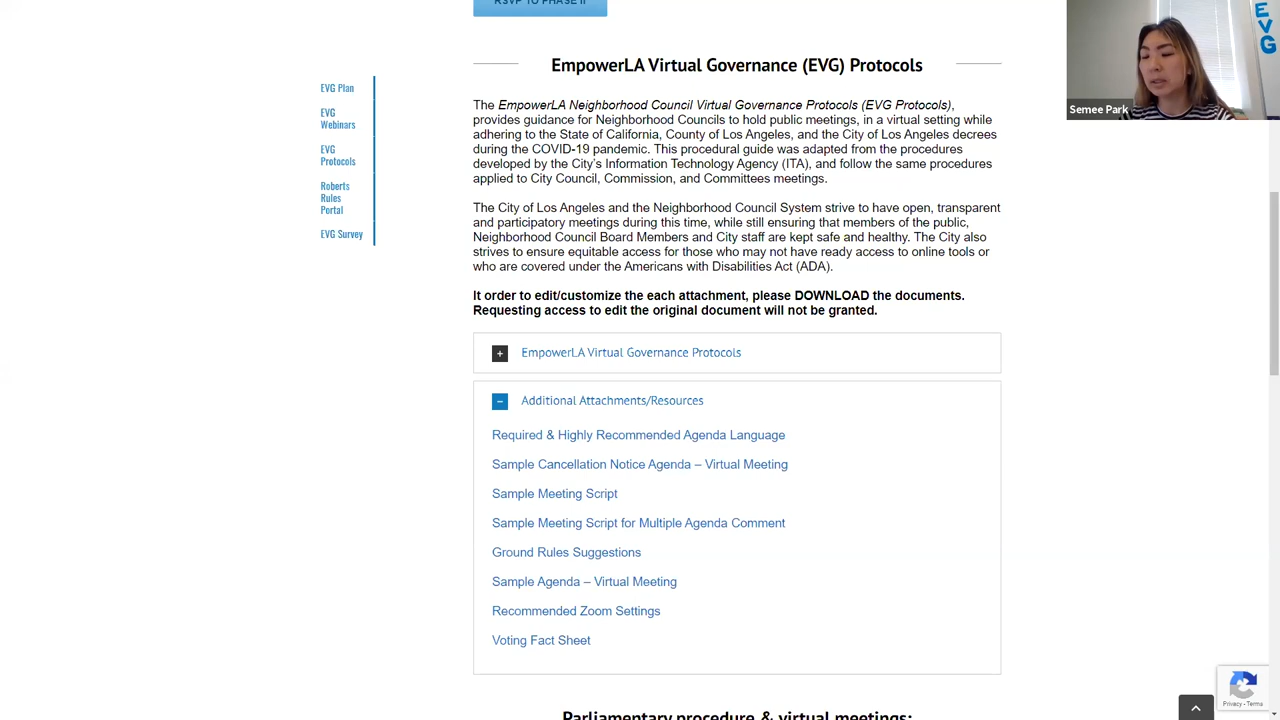 RSVP TO PHASE II
EVG
Semee Park
EmpowerLA Virtual Governance (EVG) Protocols
EVG Plan
EVG
Webinars
EVG
Protocols
Roberts
Rules
Portal
EVG Survey
The EmpowerLA Neighborhood Council Virtual Governance Protocols (EVG Protocols),
provides guidance for Neighborhood Councils to hold public meetings, in a virtual setting while
adhering to the State of California, County of Los Angeles, and the City of Los Angeles decrees
during the COVID-19 pandemic. This procedural guide was adapted from the procedures
developed by the City's Information Technology Agency (ITA), and follow the same procedures
applied to City Council, Commission, and Committees meetings.
The City of Los Angeles and the Neighborhood Council System strive to have open, transparent
and participatory meetings during this time, while still ensuring that members of the public,
Neighborhood Council Board Members and City staff are kept safe and healthy. The City also
strives to ensure equitable access for those who may not have ready access to online tools or
who are covered under the Americans with Disabilities Act (ADA).
It order to edit/customize the each attachment, please DOWNLOAD the documents.
Requesting access to edit the original document will not be granted.
EmpowerLA Virtual Governance Protocols
Additional Attachments/Resources
Required & Highly Recommended Agenda Language
Sample Cancellation Notice Agenda – Virtual Meeting
Sample Meeting Script
Sample Meeting Script for Multiple Agenda Comment
Ground Rules Suggestions
Sample Agenda – Virtual Meeting
Recommended Zoom Settings
Voting Fact Sheet
Privacy - Terms
Parliamentary procedure & virtual meetings: